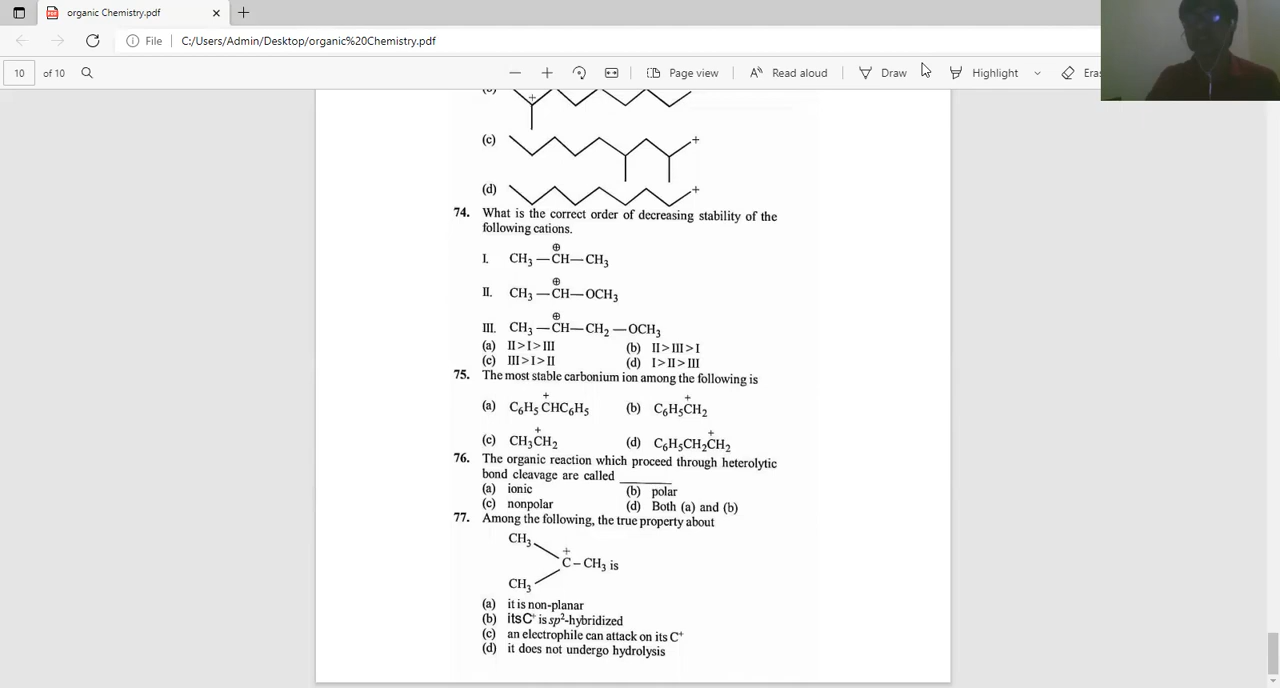 organic Chemistry.pdf
File C:/Users/Admin/Desktop/organic%20Chemistry.pdf
10 of 10 Page view Read aloud Draw Highlight Eras
+
(c) +
(d) +
74. What is the correct order of decreasing stability of the
following cations.
⊕
I. CH₃ — CH — CH₃
⊕
II. CH₃ — CH — OCH₃
⊕
III. CH₃ — CH — CH₂ — OCH₃
(a) II > I > III (b) II > III > I
(c) III > I > II (d) I > II > III
75. The most stable carbonium ion among the following is
+ +
(a) C₆H₅ CHC₆H₅ (b) C₆H₅CH₂
+ +
(c) CH₃CH₂ (d) C₆H₅CH₂CH₂
76. The organic reaction which proceed through heterolytic
bond cleavage are called ________
(a) ionic (b) polar
(c) nonpolar (d) Both (a) and (b)
77. Among the following, the true property about
CH₃
+
C – CH₃ is
CH₃
(a) it is non-planar
(b) its C⁺ is sp²-hybridized
(c) an electrophile can attack on its C⁺
(d) it does not undergo hydrolysis